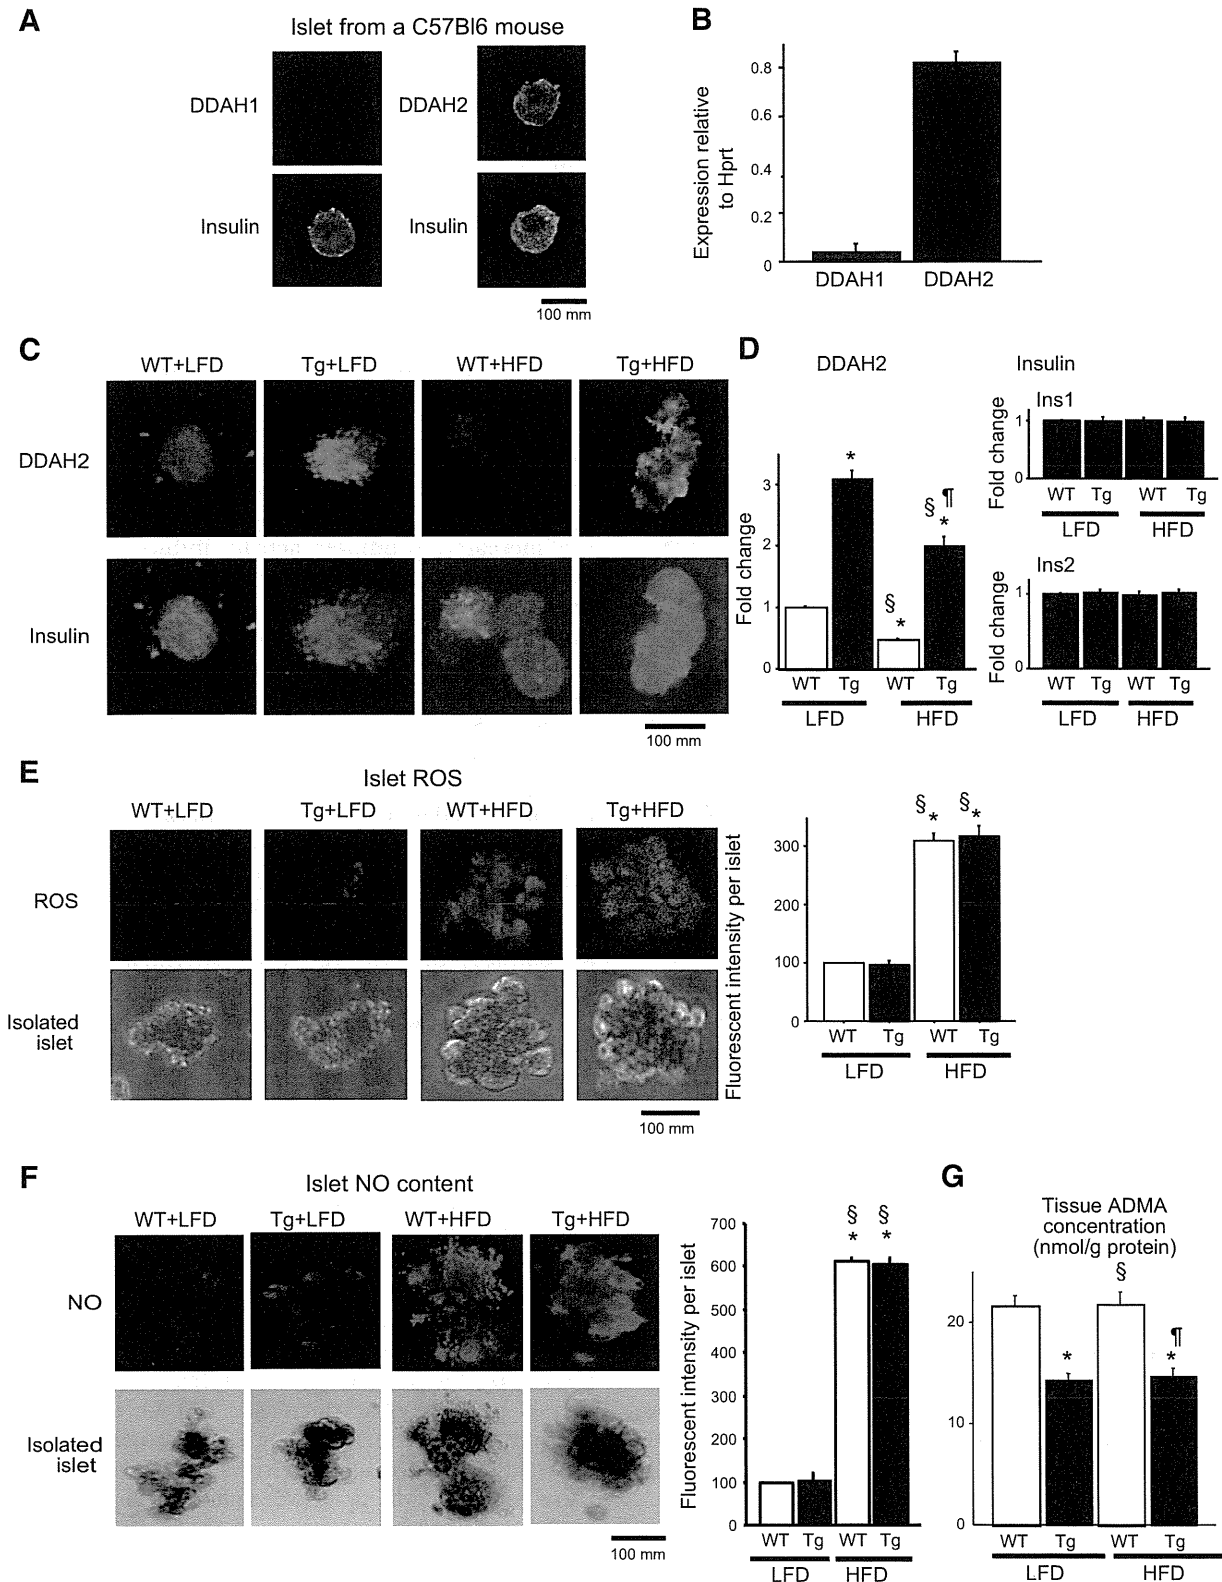 A
Islet from a C57Bl6 mouse
DDAH1
DDAH2
Insulin
Insulin
100 mm
B
Expression relative
to Hprt
0.8
0.6
0.4
0.2
0
DDAH1
DDAH2
C
WT+LFD
Tg+LFD
WT+HFD
Tg+HFD
DDAH2
Insulin
100 mm
D
DDAH2
Fold change
3
2
1
0
*
§
*
§ ¶
*
WT
Tg
WT
Tg
LFD
HFD
Insulin
Ins1
Fold change
1
0
WT
Tg
WT
Tg
LFD
HFD
Ins2
Fold change
1
0
WT
Tg
WT
Tg
LFD
HFD
E
Islet ROS
WT+LFD
Tg+LFD
WT+HFD
Tg+HFD
ROS
Isolated
islet
100 mm
Fluorescent intensity per islet
300
200
100
0
§
*
§
*
WT
Tg
WT
Tg
LFD
HFD
F
Islet NO content
WT+LFD
Tg+LFD
WT+HFD
Tg+HFD
NO
Isolated
islet
100 mm
Fluorescent intensity per islet
700
600
500
400
300
200
100
0
§
*
§
*
WT
Tg
WT
Tg
LFD
HFD
G
Tissue ADMA
concentration
(nmol/g protein)
20
10
0
*
§
¶
*
WT
Tg
WT
Tg
LFD
HFD